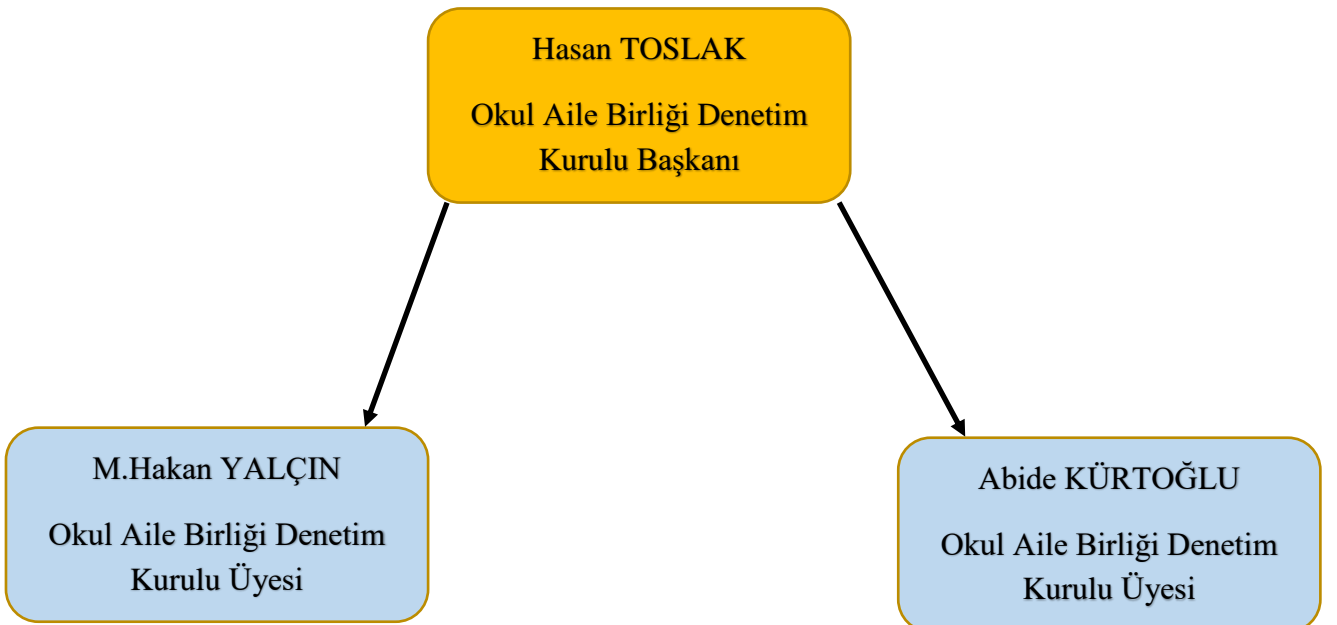 Hasan TOSLAK
Okul Aile Birliği Denetim
Kurulu Başkanı
M.Hakan YALÇIN
Okul Aile Birliği Denetim
Kurulu Üyesi
Abide KÜRTOĞLU
Okul Aile Birliği Denetim
Kurulu Üyesi